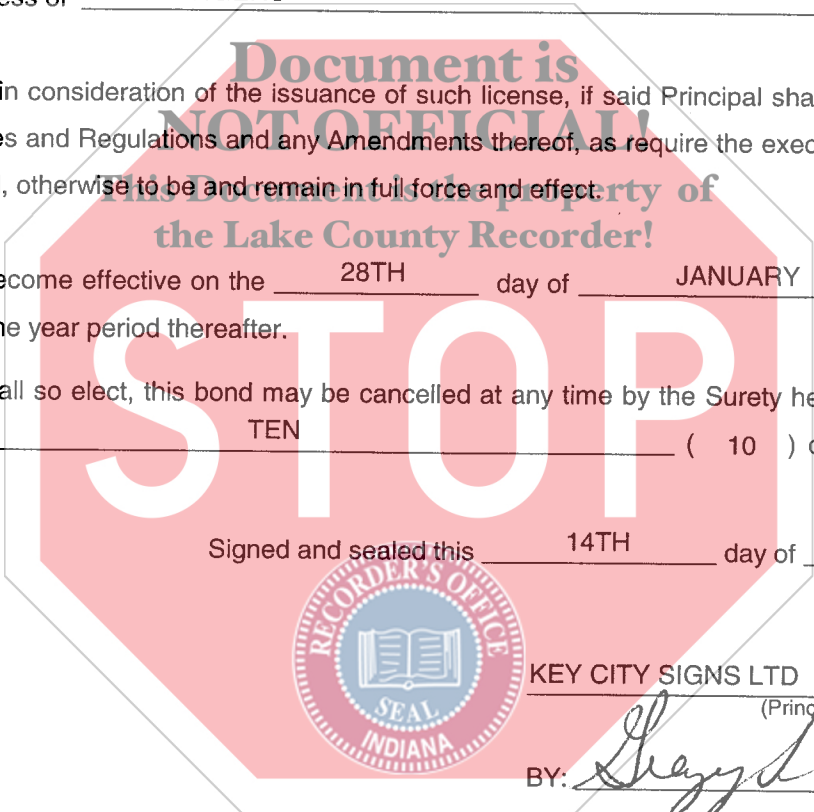 Document is
in consideration of the issuance of such license, if said Principal sha
NOT OFFICIAL!
es and Regulations and any Amendments thereof, as require the exec
, otherwise to be and remain in full force and effect.
This Document is the property of
the Lake County Recorder!
ecome effective on the 28TH day of JANUARY
ne year period thereafter.
STOP
all so elect, this bond may be cancelled at any time by the Surety he
TEN ( 10 )
Signed and sealed this 14TH day of
RECORDER'S OFFICE
SEAL
INDIANA
KEY CITY SIGNS LTD
(Princ
BY: